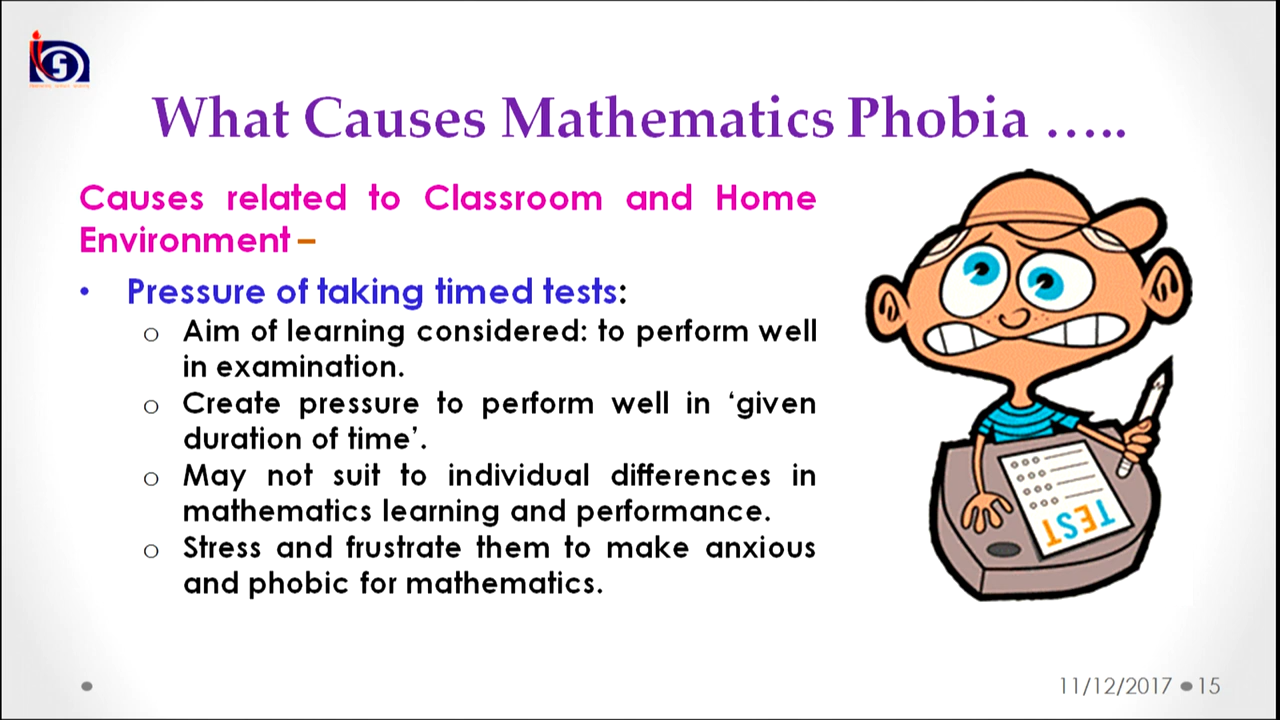 What Causes Mathematics Phobia …..
Causes related to Classroom and Home
Environment –
• Pressure of taking timed tests:
o Aim of learning considered: to perform well
in examination.
o Create pressure to perform well in ‘given
duration of time’.
o May not suit to individual differences in
mathematics learning and performance.
o Stress and frustrate them to make anxious
and phobic for mathematics.
TEST
11/12/2017 • 15